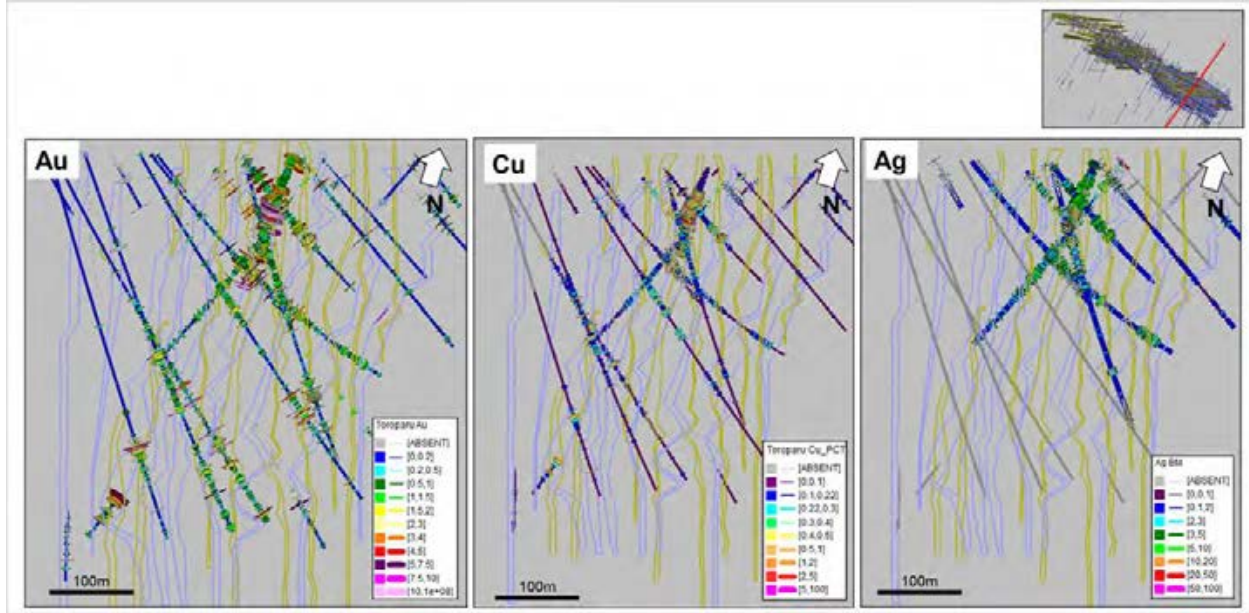 Au
N
Toroparu Au
[ABSENT]
[0,0.2]
[0.2,0.5]
[0.5,1]
[1,1.5]
[1.5,2]
[2,3]
[3,4]
[4,5]
[5,7.5]
[7.5,10]
[10,1e+08]
100m
Cu
N
Toroparu Cu_PCT
[ABSENT]
[0,0.1]
[0.1,0.22]
[0.22,0.3]
[0.3,0.4]
[0.4,0.5]
[0.5,1]
[1,2]
[2,5]
[5,100]
100m
Ag
N
Ag BM
[ABSENT]
[0,0.1]
[0.1,2]
[2,3]
[3,5]
[5,10]
[10,20]
[20,50]
[50,100]
100m